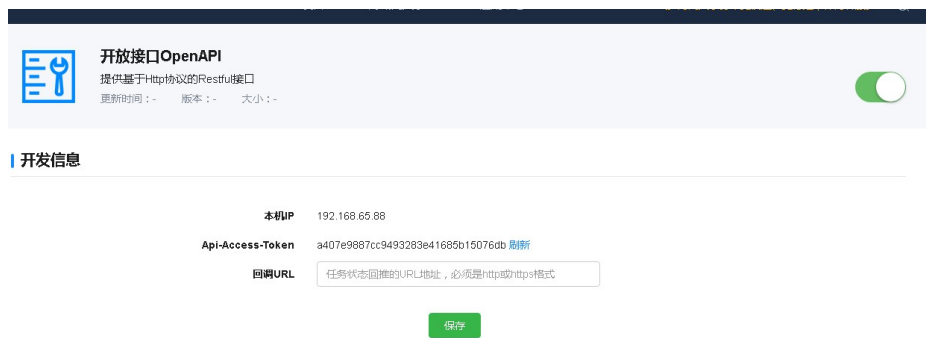 开放接口OpenAPI
提供基于Http协议的Restful接口
更新时间：- 版本：- 大小：-
开发信息
本机IP 192.168.65.88
Api-Access-Token a407e9887cc9493283e41685b15076db 刷新
回调URL 任务状态回推的URL地址，必须是http或https格式
保存